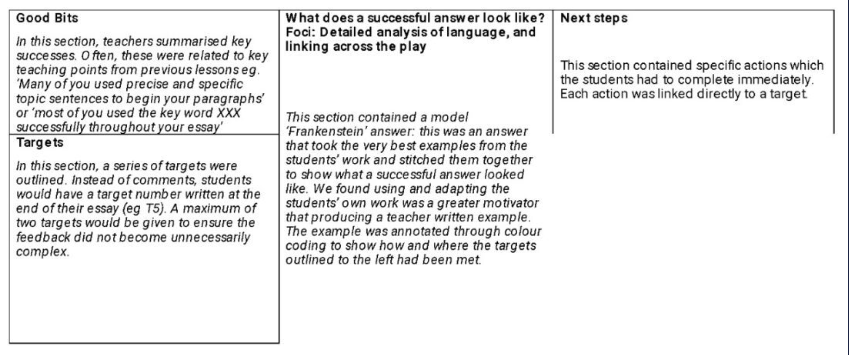 Good Bits
In this section, teachers summarised key
successes. Often, these were related to key
teaching points from previous lessons eg.
'Many of you used precise and specific
topic sentences to begin your paragraphs'
or 'most of you used the key word XXX
successfully throughout your essay'
Targets
In this section, a series of targets were
outlined. Instead of comments, students
would have a target number written at the
end of their essay (eg T5). A maximum of
two targets would be given to ensure the
feedback did not become unnecessarily
complex.
What does a successful answer look like?
Foci: Detailed analysis of language, and
linking across the play
This section contained a model
'Frankenstein' answer: this was an answer
that took the very best examples from the
students' work and stitched them together
to show what a successful answer looked
like. We found using and adapting the
students' own work was a greater motivator
that producing a teacher written example.
The example was annotated through colour
coding to show how and where the targets
outlined to the left had been met.
Next steps
This section contained specific actions which
the students had to complete immediately.
Each action was linked directly to a target.